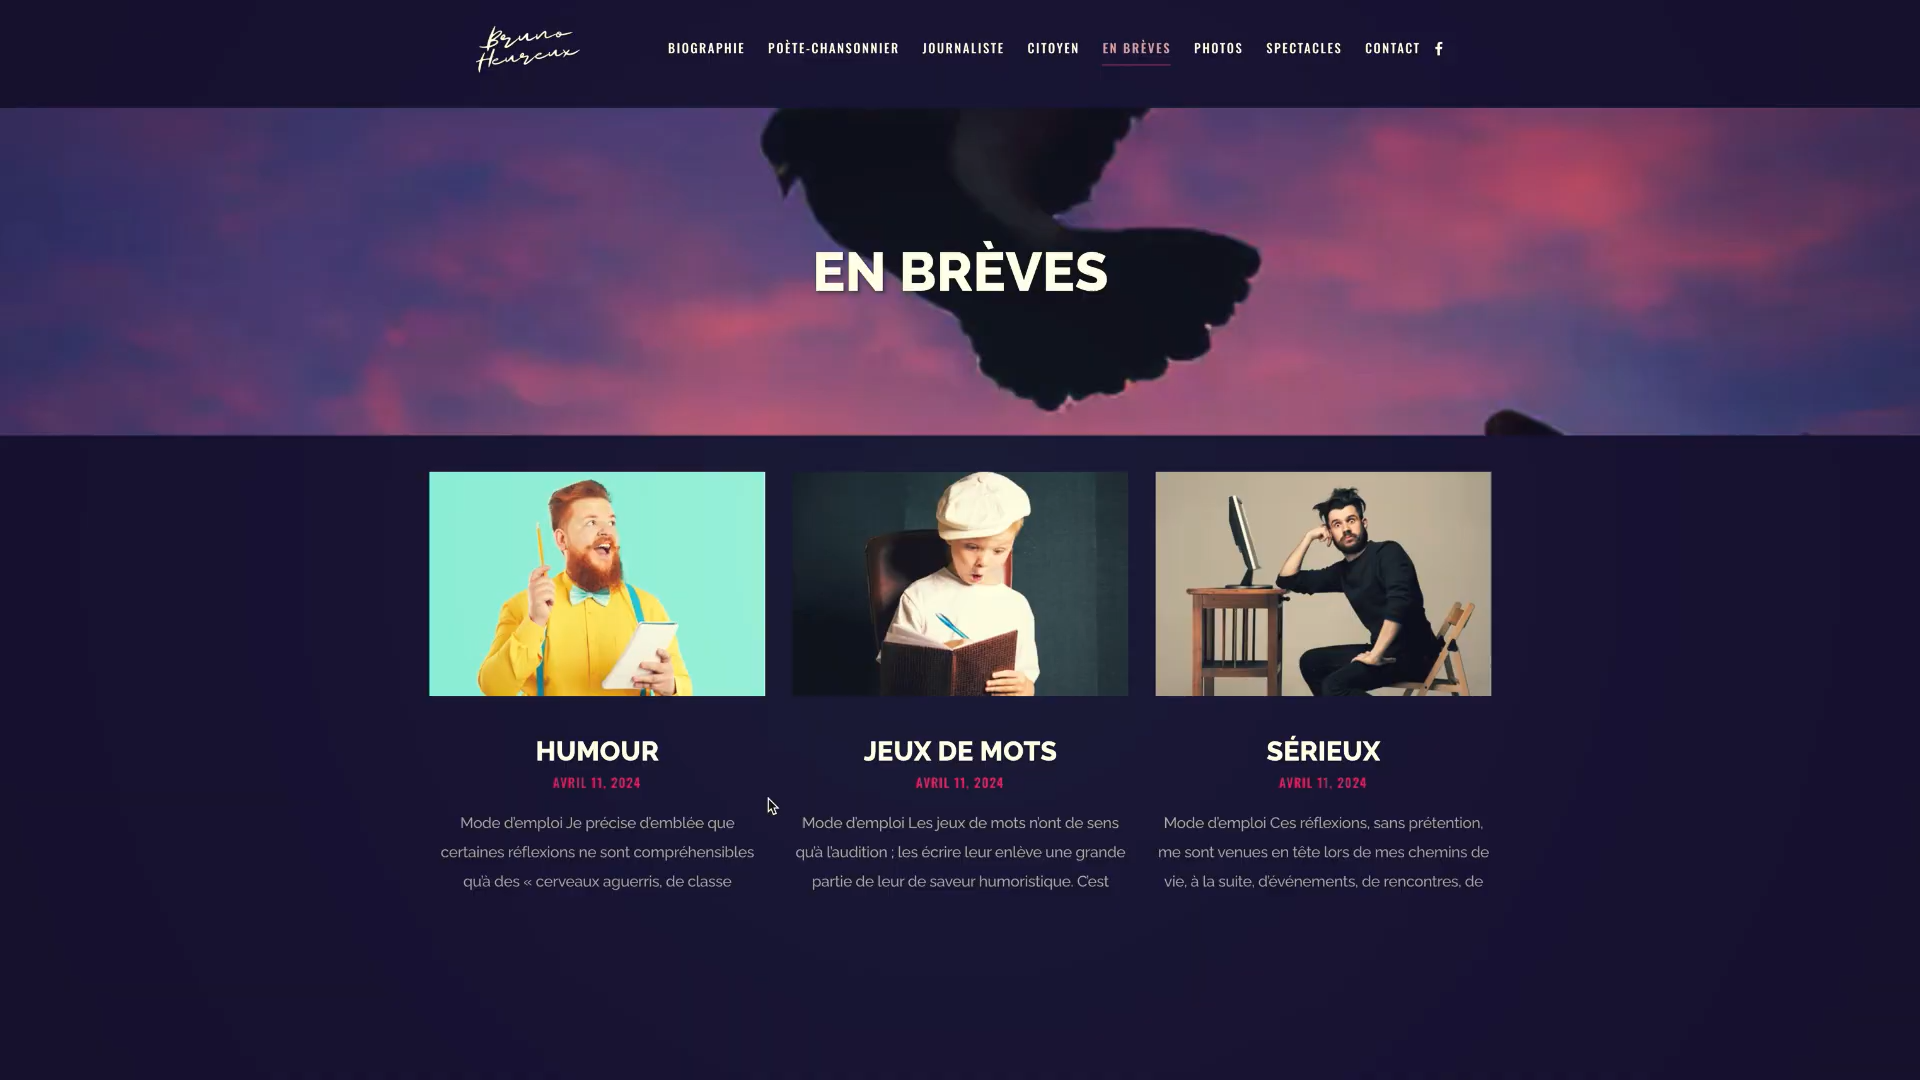 Bruno
Heureux
BIOGRAPHIE POÈTE-CHANSONNIER JOURNALISTE CITOYEN EN BRÈVES PHOTOS SPECTACLES CONTACT
EN BRÈVES
HUMOUR
AVRIL 11, 2024
Mode d'emploi Je précise d'emblée que
certaines réflexions ne sont compréhensibles
qu'à des « cerveaux aguerris, de classe
JEUX DE MOTS
AVRIL 11, 2024
Mode d'emploi Les jeux de mots n'ont de sens
qu'à l'audition ; les écrire leur enlève une grande
partie de leur de saveur humoristique. C'est
SÉRIEUX
AVRIL 11, 2024
Mode d'emploi Ces réflexions, sans prétention,
me sont venues en tête lors de mes chemins de
vie, à la suite, d'événements, de rencontres, de